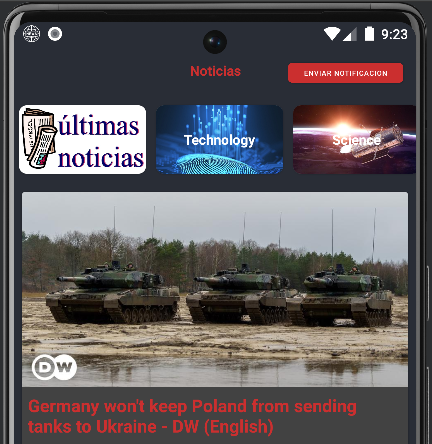 9:23
Noticias
ENVIAR NOTIFICACION
últimas
noticias
Technology
Science
DW
Germany won't keep Poland from sending
tanks to Ukraine - DW (English)